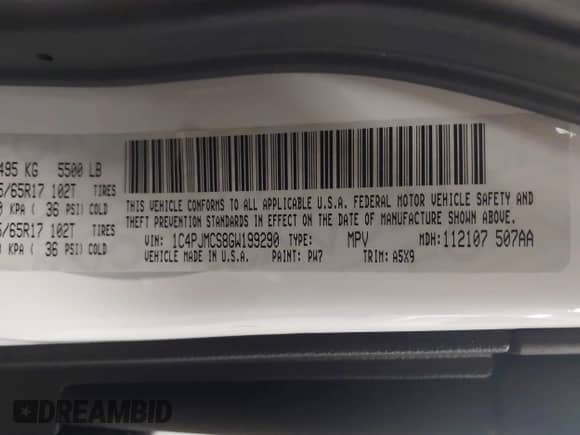 495 KG 5500 LB
/65R17 102T TIRES
KPA ( 36 PSI) COLD
/65R17 102T TIRES
KPA ( 36 PSI) COLD
THIS VEHICLE CONFORMS TO ALL APPLICABLE U.S.A. FEDERAL MOTOR VEHICLE SAFETY AND
THEFT PREVENTION STANDARDS IN EFFECT ON THE DATE OF MANUFACTURE SHOWN ABOVE.
VIN: 1C4PJMCS8GW199290 TYPE: MPV MDH: 112107 507AA
VEHICLE MADE IN U.S.A. PAINT: PW7 TRIM: A5X9
DREAMBID